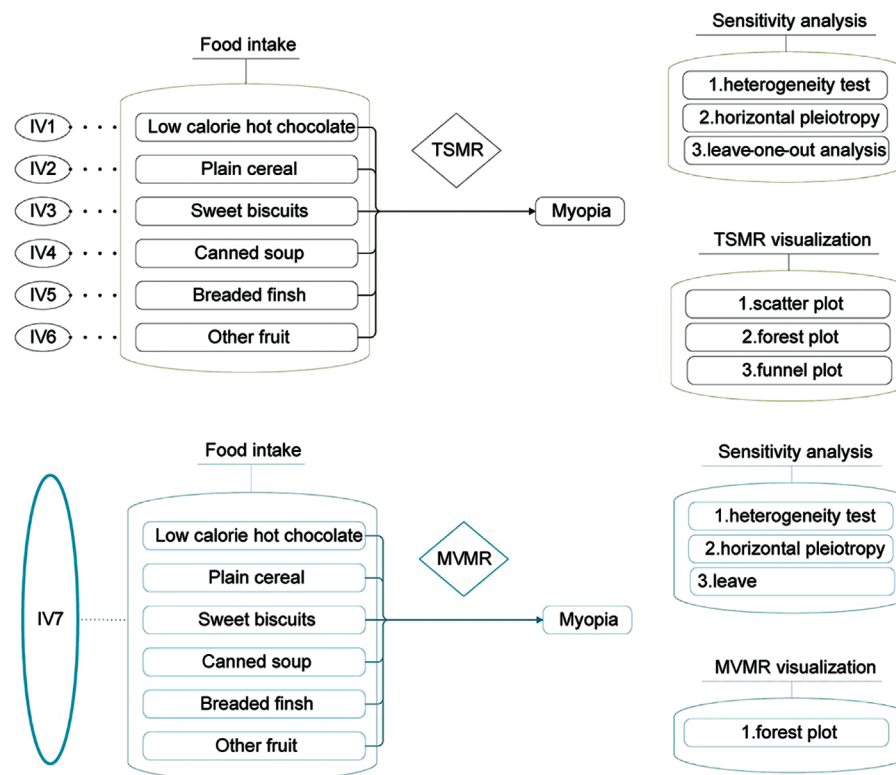 Food intake
IV1
Low calorie hot chocolate
IV2
Plain cereal
IV3
Sweet biscuits
IV4
Canned soup
IV5
Breaded finsh
IV6
Other fruit
TSMR
Myopia
Sensitivity analysis
1.heterogeneity test
2.horizontal pleiotropy
3.leave-one-out analysis
TSMR visualization
1.scatter plot
2.forest plot
3.funnel plot
Food intake
IV7
Low calorie hot chocolate
Plain cereal
Sweet biscuits
Canned soup
Breaded finsh
Other fruit
MVMR
Myopia
Sensitivity analysis
1.heterogeneity test
2.horizontal pleiotropy
3.leave
MVMR visualization
1.forest plot